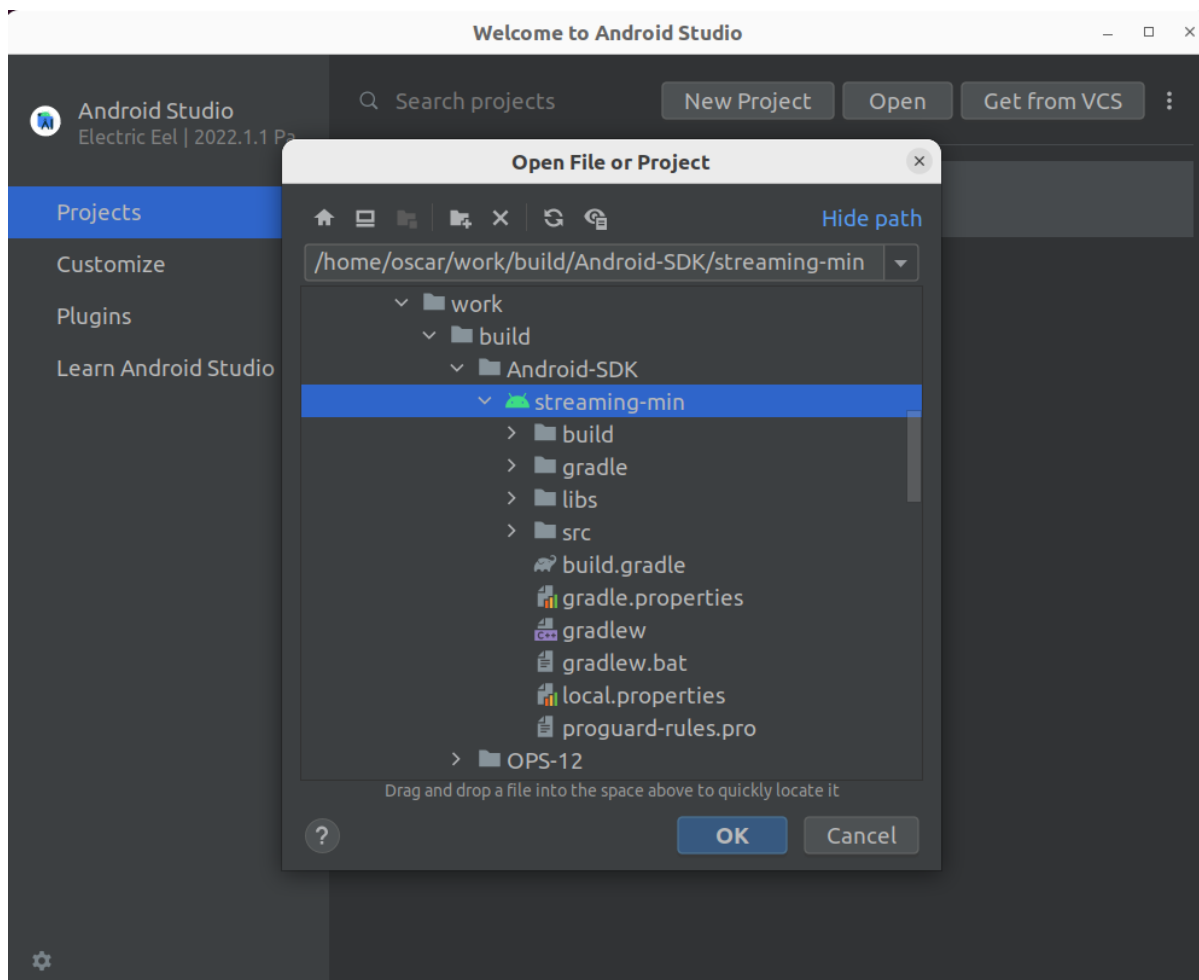 Welcome to Android Studio
Android Studio
Electric Eel | 2022.1.1 Pa
Search projects
New Project
Open
Get from VCS
Projects
Customize
Plugins
Learn Android Studio
Open File or Project
Hide path
/home/oscar/work/build/Android-SDK/streaming-min
work
build
Android-SDK
streaming-min
build
gradle
libs
src
build.gradle
gradle.properties
C++
gradlew
gradlew.bat
local.properties
proguard-rules.pro
OPS-12
Drag and drop a file into the space above to quickly locate it
?
OK
Cancel